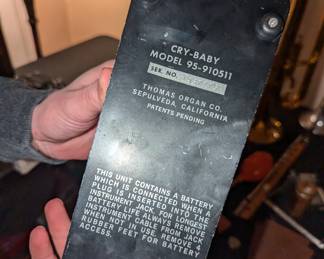 CRY-BABY
MODEL 95-910511
SER. NO.
THOMAS ORGAN CO.
SEPULVEDA, CALIFORNIA
PATENTS PENDING
THIS UNIT CONTAINS A BATTERY
WHICH IS CONNECTED WHEN A
PLUG IS INSERTED INTO THE
INSTRUMENT JACK. FOR LONGEST
BATTERY LIFE ALWAYS REMOVE
INSTRUMENT CABLE FROM JACK
WHEN NOT IN USE. REMOVE 4
RUBBER FEET FOR BATTERY
ACCESS.